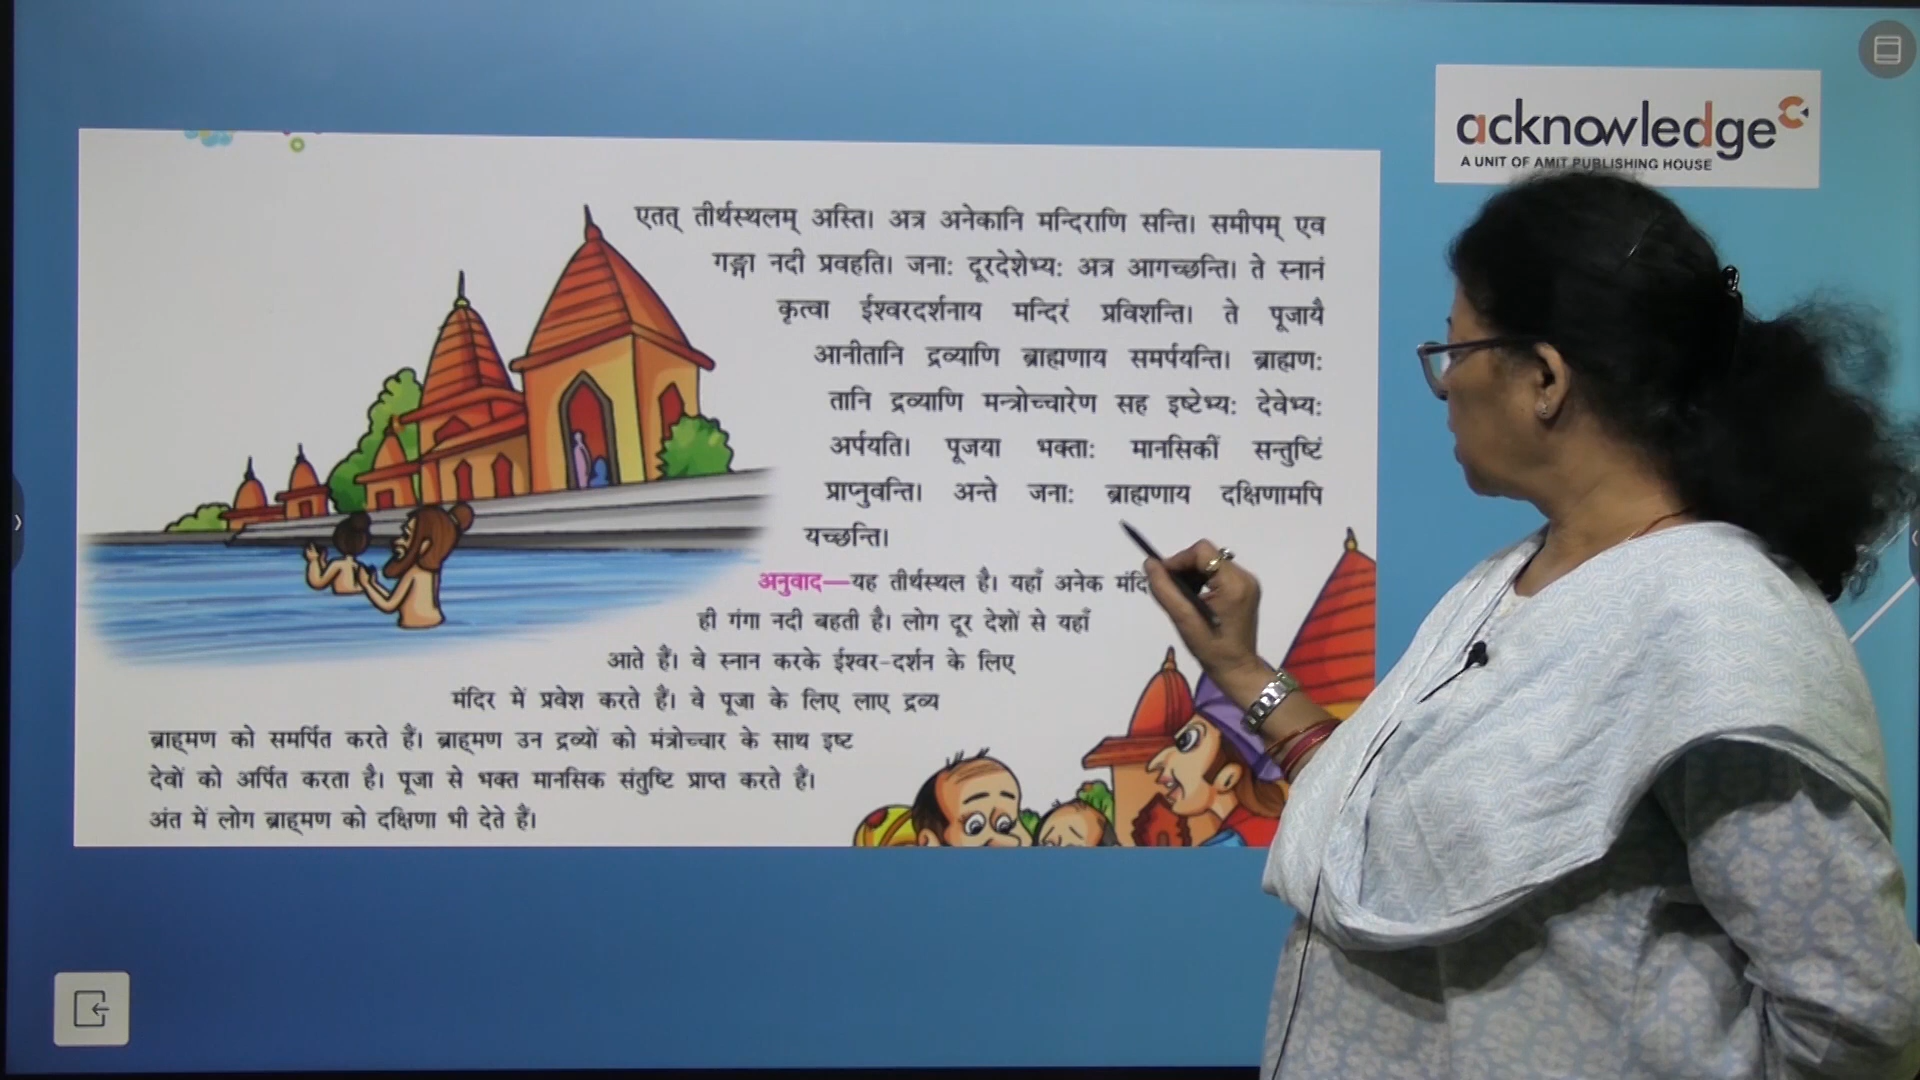 acknowledge
A UNIT OF AMIT PUBLISHING HOUSE
एतत् तीर्थस्थलम् अस्ति। अत्र अनेकानि मन्दिराणि सन्ति। समीपम् एव
गङ्गा नदी प्रवहति। जनाः दूरदेशेभ्यः अत्र आगच्छन्ति। ते स्नानं
कृत्वा ईश्वरदर्शनाय मन्दिरं प्रविशन्ति। ते पूजायै
आनीतानि द्रव्याणि ब्राह्मणाय समर्पयन्ति। ब्राह्मणः
तानि द्रव्याणि मन्त्रोच्चारेण सह इष्टेभ्यः देवेभ्यः
अर्पयति। पूजया भक्ताः मानसिकीं सन्तुष्टिं
प्राप्नुवन्ति। अन्ते जनाः ब्राह्मणाय दक्षिणामपि
यच्छन्ति।
अनुवाद—यह तीर्थस्थल है। यहाँ अनेक
ही गंगा नदी बहती है। लोग दूर देशों से यहाँ
आते हैं। वे स्नान करके ईश्वर-दर्शन के लिए
मंदिर में प्रवेश करते हैं। वे पूजा के लिए लाए द्रव्य
ब्राह्मण को समर्पित करते हैं। ब्राह्मण उन द्रव्यों को मंत्रोच्चार के साथ इष्ट
देवों को अर्पित करता है। पूजा से भक्त मानसिक संतुष्टि प्राप्त करते हैं।
अंत में लोग ब्राह्मण को दक्षिणा भी देते हैं।